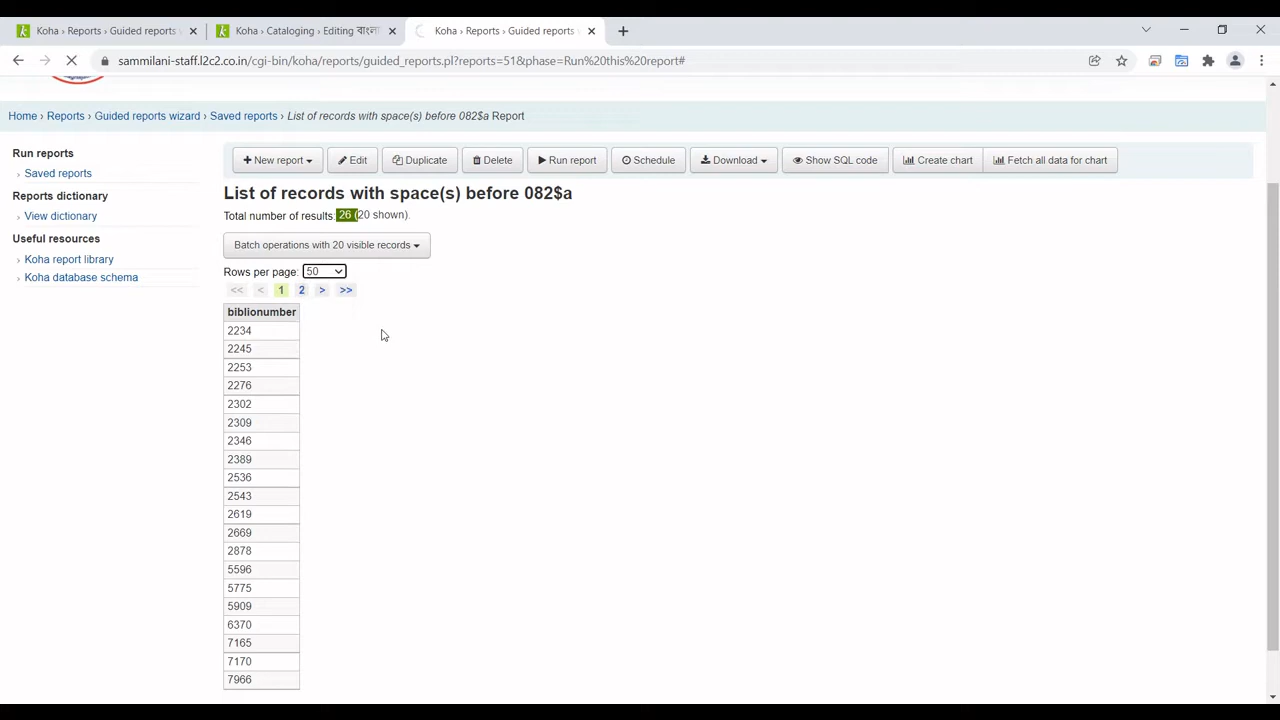 Koha › Reports › Guided reports
Koha › Cataloging › Editing বাংলা
Koha › Reports › Guided reports
sammilani-staff.l2c2.co.in/cgi-bin/koha/reports/guided_reports.pl?reports=51&phase=Run%20this%20report#
Home › Reports › Guided reports wizard › Saved reports › List of records with space(s) before 082$a Report
Run reports
› Saved reports
Reports dictionary
› View dictionary
Useful resources
› Koha report library
› Koha database schema
New report
Edit
Duplicate
Delete
Run report
Schedule
Download
Show SQL code
Create chart
Fetch all data for chart
List of records with space(s) before 082$a
Total number of results: 26 (20 shown).
Batch operations with 20 visible records
Rows per page: 50
<< < 1 2 > >>
biblionumber
2234
2245
2253
2276
2302
2309
2346
2389
2536
2543
2619
2669
2878
5596
5775
5909
6370
7165
7170
7966